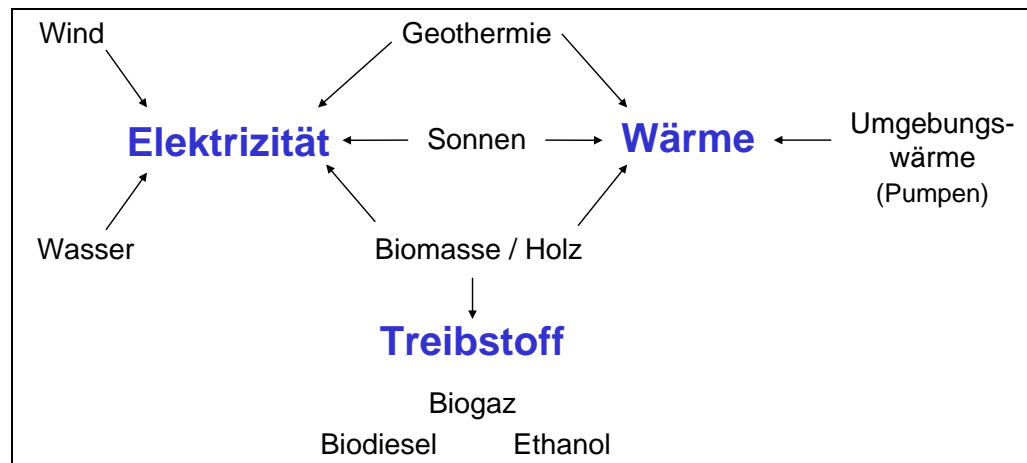 Wind
Geothermie
Elektrizität
Sonnen
Wärme
Umgebungs-
wärme
(Pumpen)
Wasser
Biomasse / Holz
Treibstoff
Biogaz
Biodiesel
Ethanol